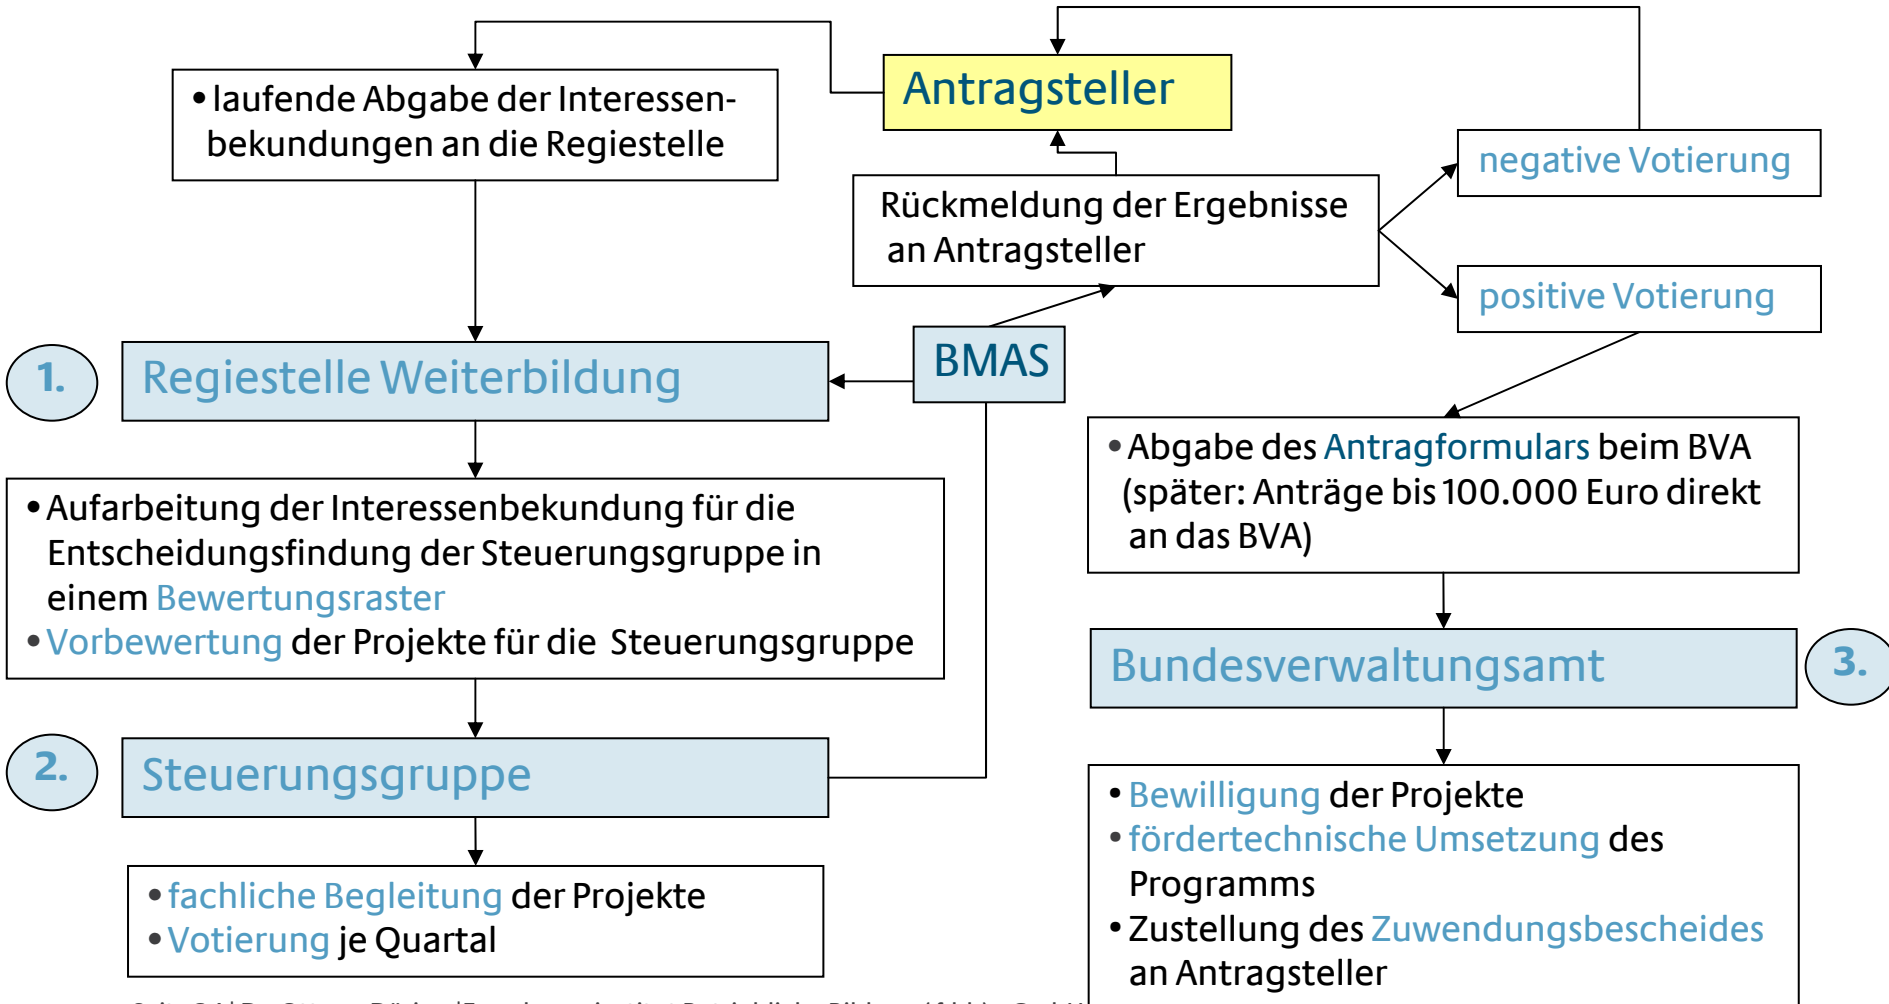 Antragsteller
• laufende Abgabe der Interessen-
bekundungen an die Regiestelle
negative Votierung
Rückmeldung der Ergebnisse
an Antragsteller
positive Votierung
BMAS
1.
Regiestelle Weiterbildung
• Abgabe des Antragformulars beim BVA
(später: Anträge bis 100.000 Euro direkt
an das BVA)
• Aufarbeitung der Interessenbekundung für die
Entscheidungsfindung der Steuerungsgruppe in
einem Bewertungsraster
• Vorbewertung der Projekte für die Steuerungsgruppe
Bundesverwaltungsamt
3.
2.
Steuerungsgruppe
• Bewilligung der Projekte
• fördertechnische Umsetzung des
Programms
• Zustellung des Zuwendungsbescheides
an Antragsteller
• fachliche Begleitung der Projekte
• Votierung je Quartal